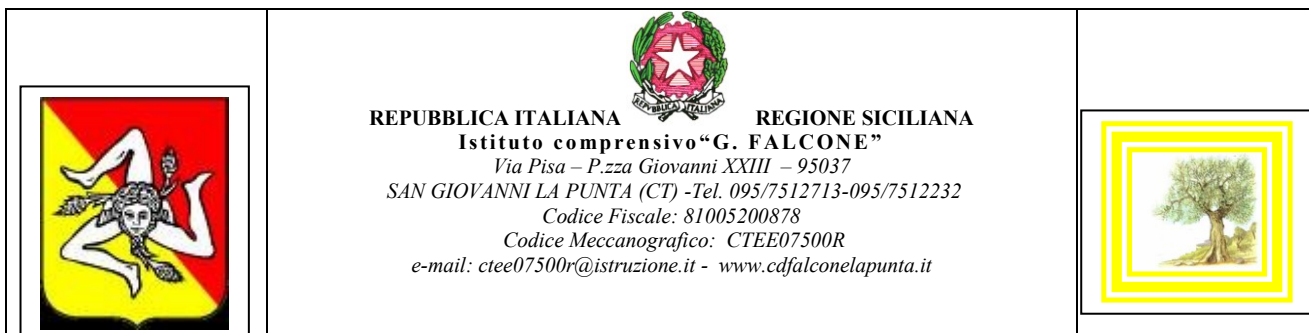 REPUBBLICA ITALIANA REGIONE SICILIANA
Istituto comprensivo“G. FALCONE”
Via Pisa – P.zza Giovanni XXIII – 95037
SAN GIOVANNI LA PUNTA (CT) -Tel. 095/7512713-095/7512232
Codice Fiscale: 81005200878
Codice Meccanografico: CTEE07500R
e-mail: ctee07500r@istruzione.it - www.cdfalconelapunta.it